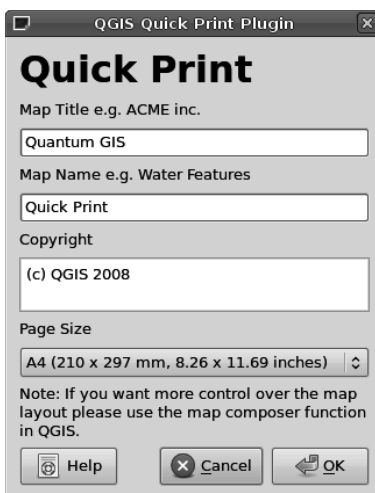 QGIS Quick Print Plugin
Quick Print
Map Title e.g. ACME inc.
Quantum GIS
Map Name e.g. Water Features
Quick Print
Copyright
(c) QGIS 2008
Page Size
A4 (210 x 297 mm, 8.26 x 11.69 inches)
Note: If you want more control over the map
layout please use the map composer function
in QGIS.
Help
Cancel
OK